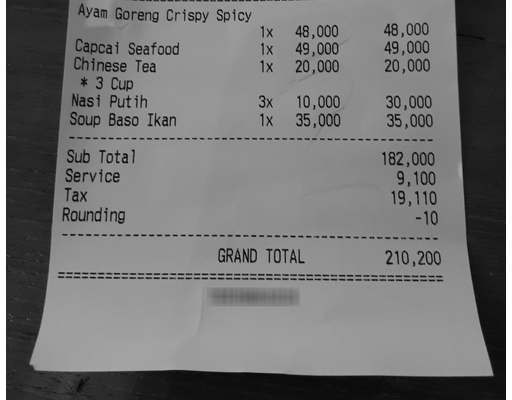 Ayam Goreng Crispy Spicy
1x 48,000 48,000
Capcai Seafood 1x 49,000 49,000
Chinese Tea 1x 20,000 20,000
* 3 Cup
Nasi Putih 3x 10,000 30,000
Soup Baso Ikan 1x 35,000 35,000
Sub Total 182,000
Service 9,100
Tax 19,110
Rounding -10
GRAND TOTAL 210,200